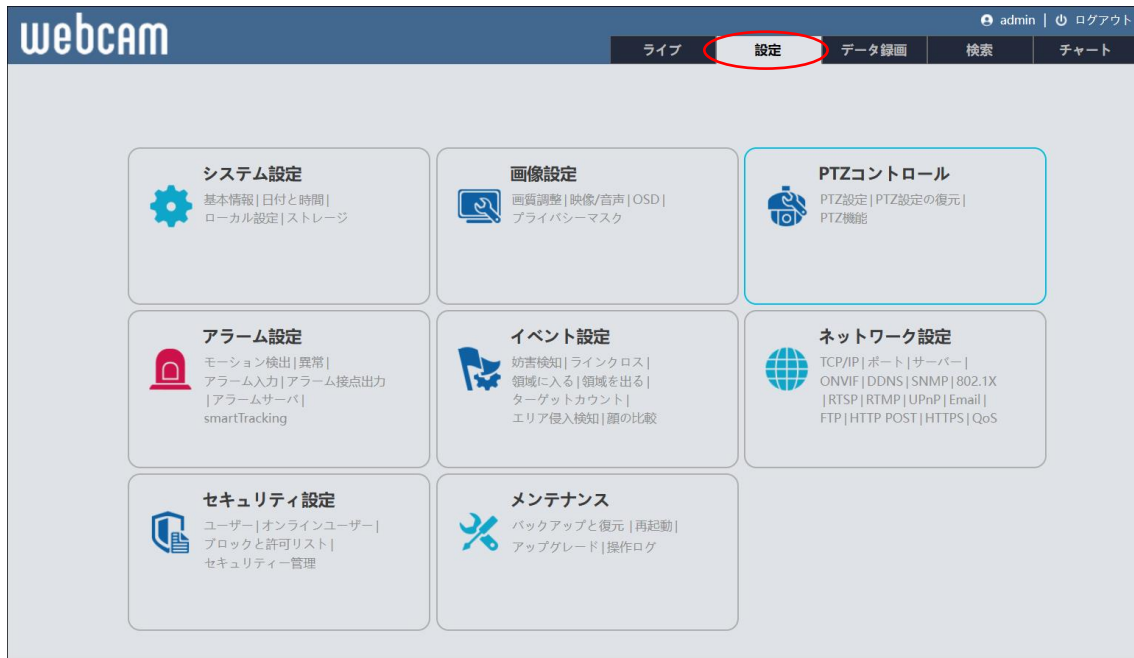 webcam
admin | ログアウト
ライブ 設定 データ録画 検索 チャート
システム設定
基本情報|日付と時間|
ローカル設定|ストレージ
画像設定
画質調整|映像/音声|OSD|
プライバシーマスク
PTZコントロール
PTZ設定|PTZ設定の復元|
PTZ機能
アラーム設定
モーション検出|異常|
アラーム入力|アラーム接点出力
|アラームサーバ|
smartTracking
イベント設定
妨害検知|ラインクロス|
領域に入る|領域を出る|
ターゲットカウント|
エリア侵入検知|顔の比較
ネットワーク設定
TCP/IP|ポート|サーバー|
ONVIF|DDNS|SNMP|802.1X
|RTSP|RTMP|UPnP|Email|
FTP|HTTP POST|HTTPS|QoS
セキュリティ設定
ユーザー|オンラインユーザー|
ブロックと許可リスト|
セキュリティー管理
メンテナンス
バックアップと復元|再起動|
アップグレード|操作ログ